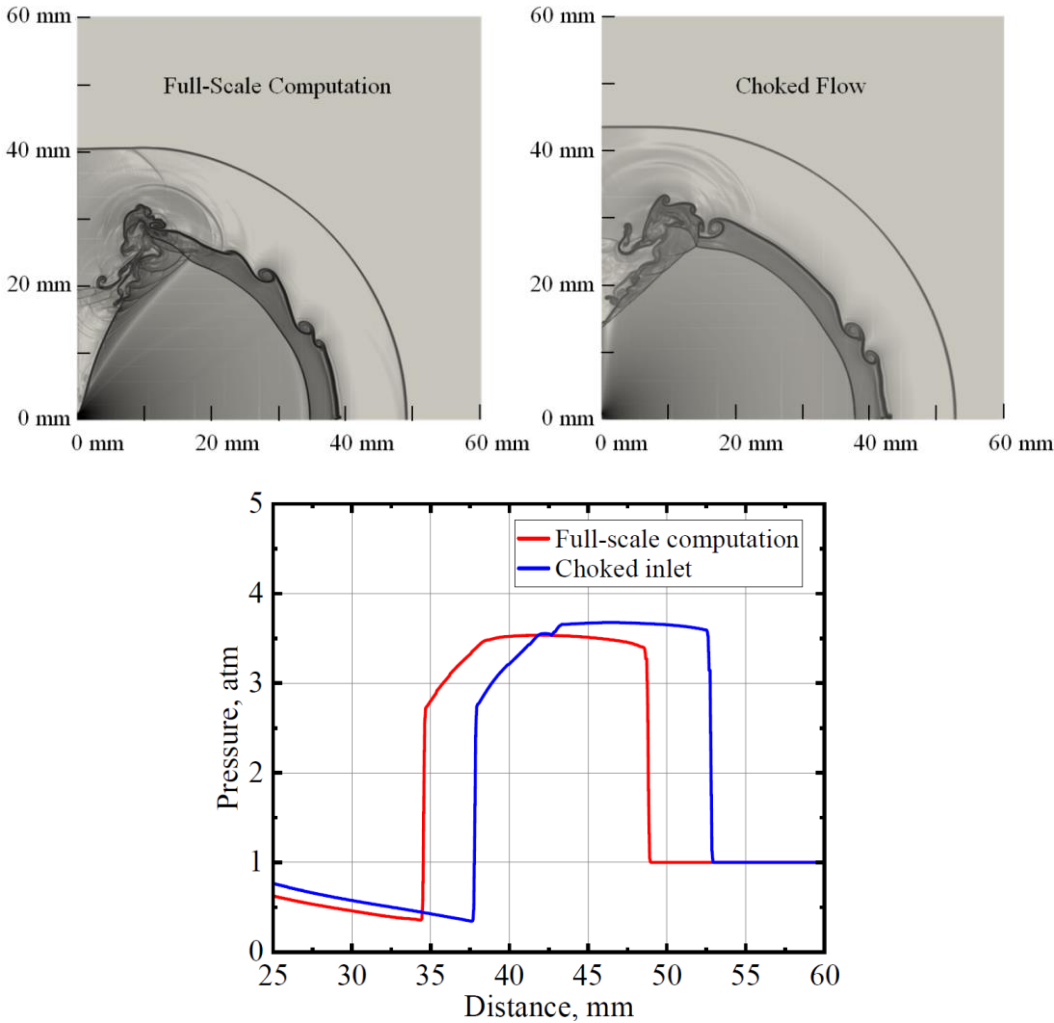 60 mm
Full-Scale Computation
40 mm
20 mm
0 mm
0 mm 20 mm 40 mm 60 mm
60 mm
Choked Flow
40 mm
20 mm
0 mm
0 mm 20 mm 40 mm 60 mm
5
4
3
2
1
0
Pressure, atm
Full-scale computation
Choked inlet
25 30 35 40 45 50 55 60
Distance, mm